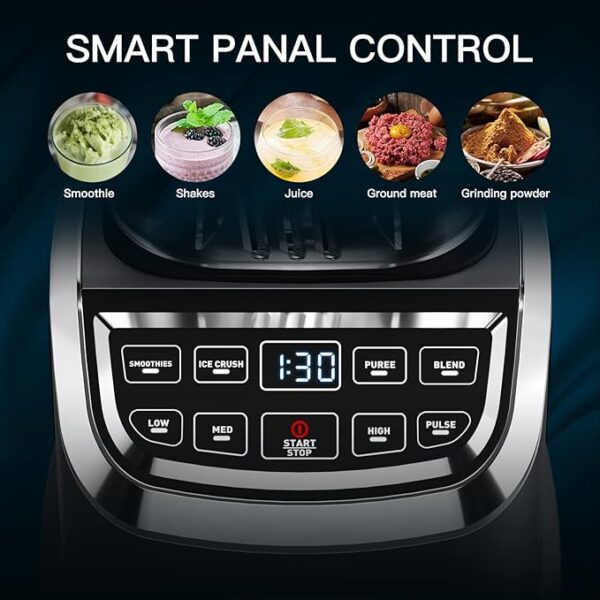 SMART PANAL CONTROL
Smoothie
Shakes
Juice
Ground meat
Grinding powder
SMOOTHIES
ICE CRUSH
1:30
PUREE
BLEND
LOW
MED
START
STOP
HIGH
PULSE